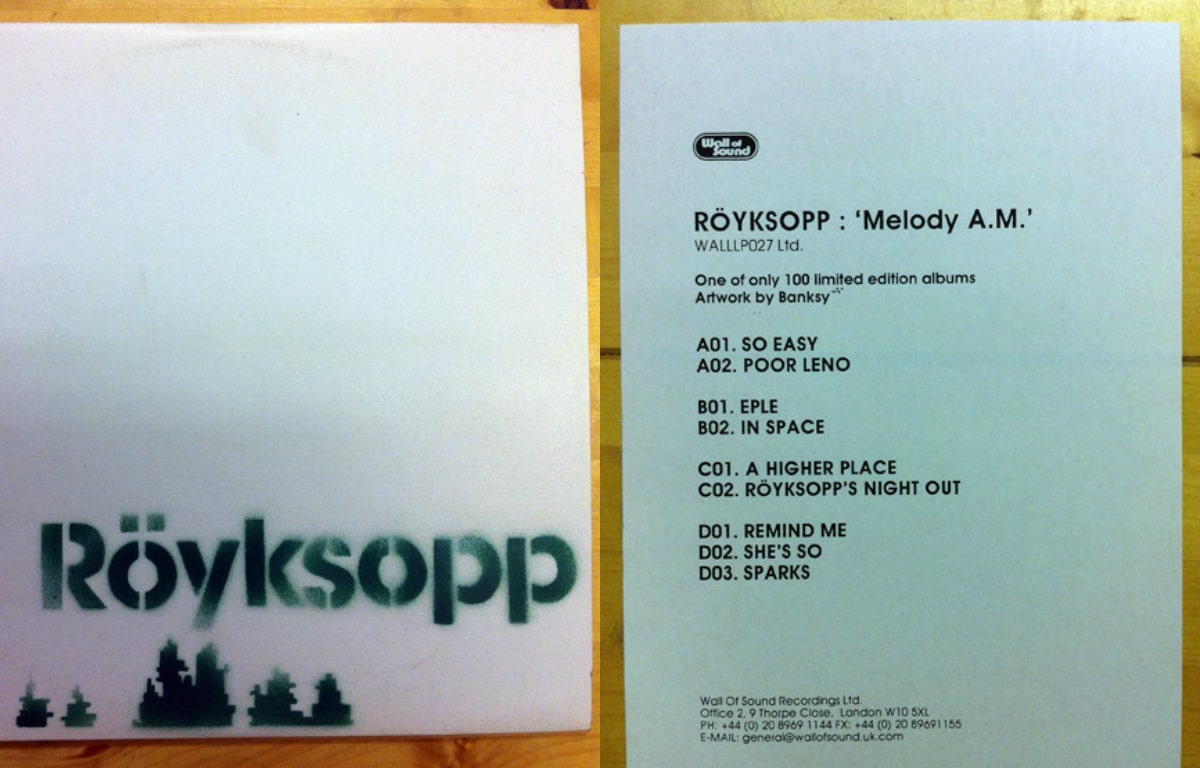 Röyksopp
Wall of
Sound
RÖYKSOPP : ‘Melody A.M.’
WALLLP027 Ltd.
One of only 100 limited edition albums
Artwork by Banksy
A01. SO EASY
A02. POOR LENO
B01. EPLE
B02. IN SPACE
C01. A HIGHER PLACE
C02. RÖYKSOPP'S NIGHT OUT
D01. REMIND ME
D02. SHE'S SO
D03. SPARKS
Wall Of Sound Recordings Ltd.
Office 2, 9 Thorpe Close, London W10 5XL
PH: +44 (0) 20 8969 1144 FX: +44 (0) 20 89691155
E-MAIL: general@wallofsound.uk.com